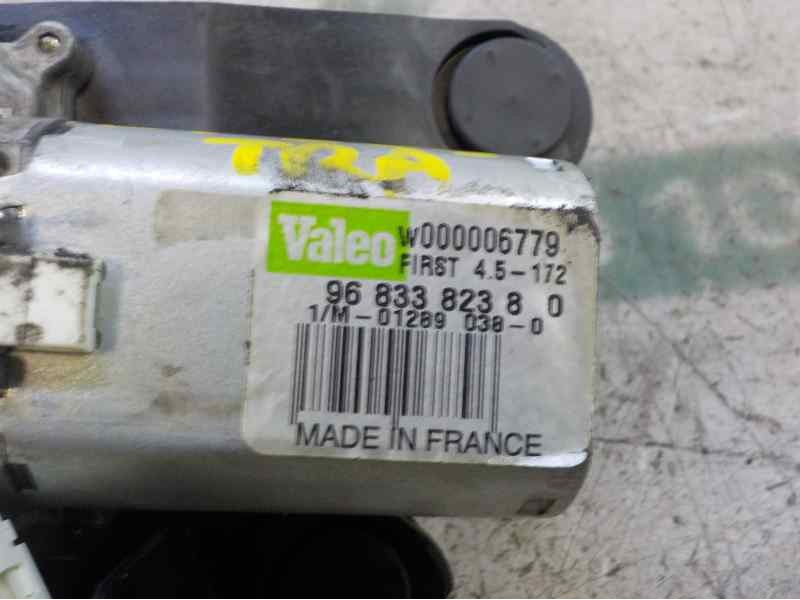 TRA
Valeo
W000006779
FIRST 4.5-172
96 833 823 8 0
1/M-01289 038-0
MADE IN FRANCE